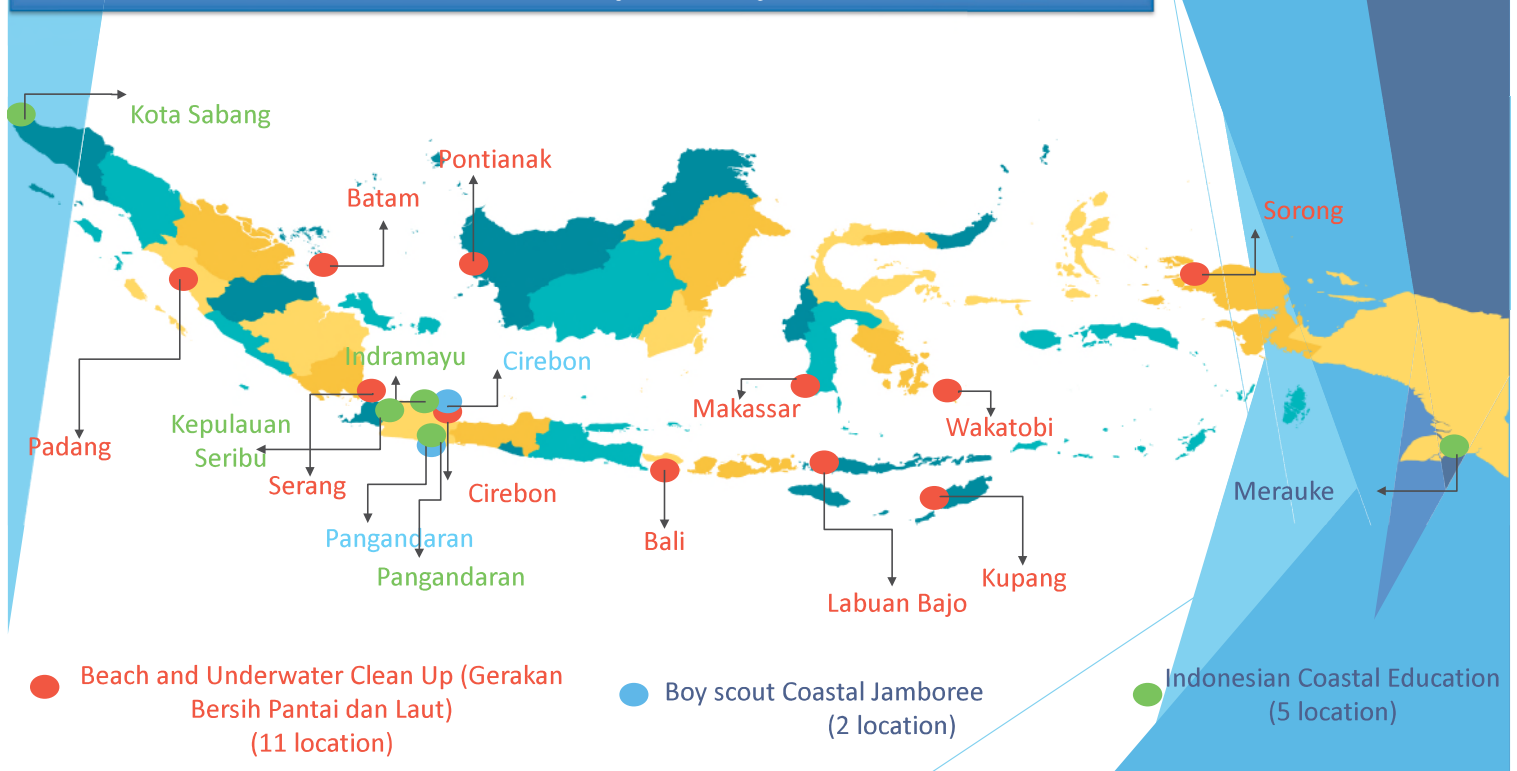 Kota Sabang
Pontianak
Batam
Sorong
Indramayu
Cirebon
Makassar
Wakatobi
Kepulauan
Seribu
Padang
Serang
Cirebon
Merauke
Pangandaran
Bali
Pangandaran
Kupang
Labuan Bajo
Beach and Underwater Clean Up (Gerakan
Bersih Pantai dan Laut)
(11 location)
Boy scout Coastal Jamboree
(2 location)
Indonesian Coastal Education
(5 location)